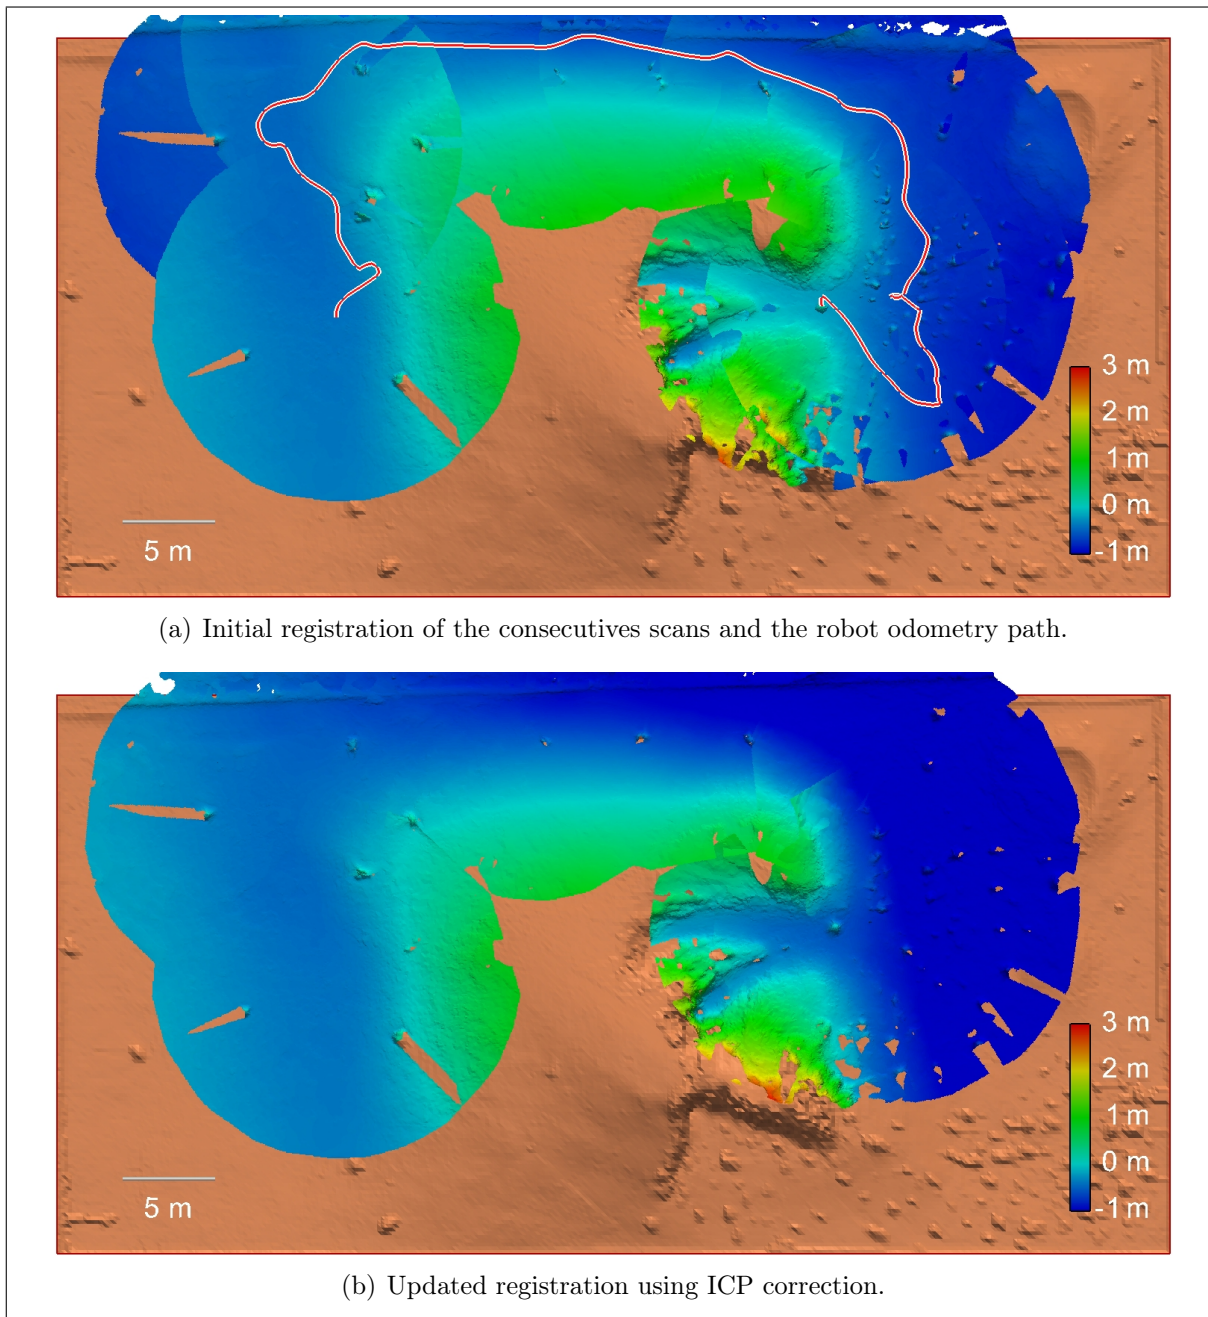 3 m
2 m
1 m
0 m
-1 m
5 m
(a) Initial registration of the consecutives scans and the robot odometry path.
3 m
2 m
1 m
0 m
-1 m
5 m
(b) Updated registration using ICP correction.